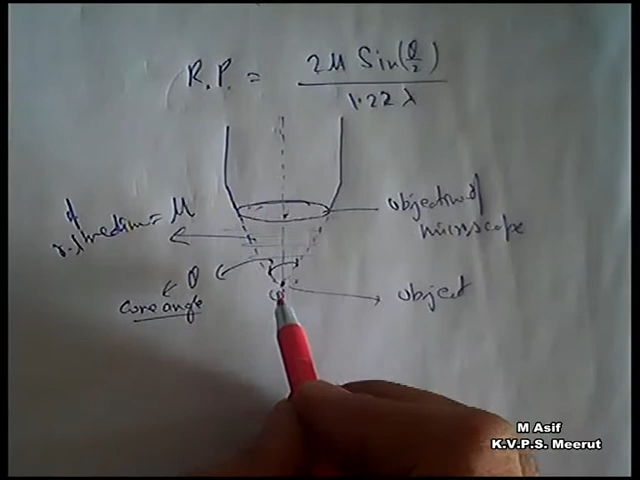 R.P. = 2μ Sin(θ/2) / 1.22 λ
objective of
microscope
r.i of medium = μ
θ
Cone angle
object
M Asif
K.V.P.S. Meerut